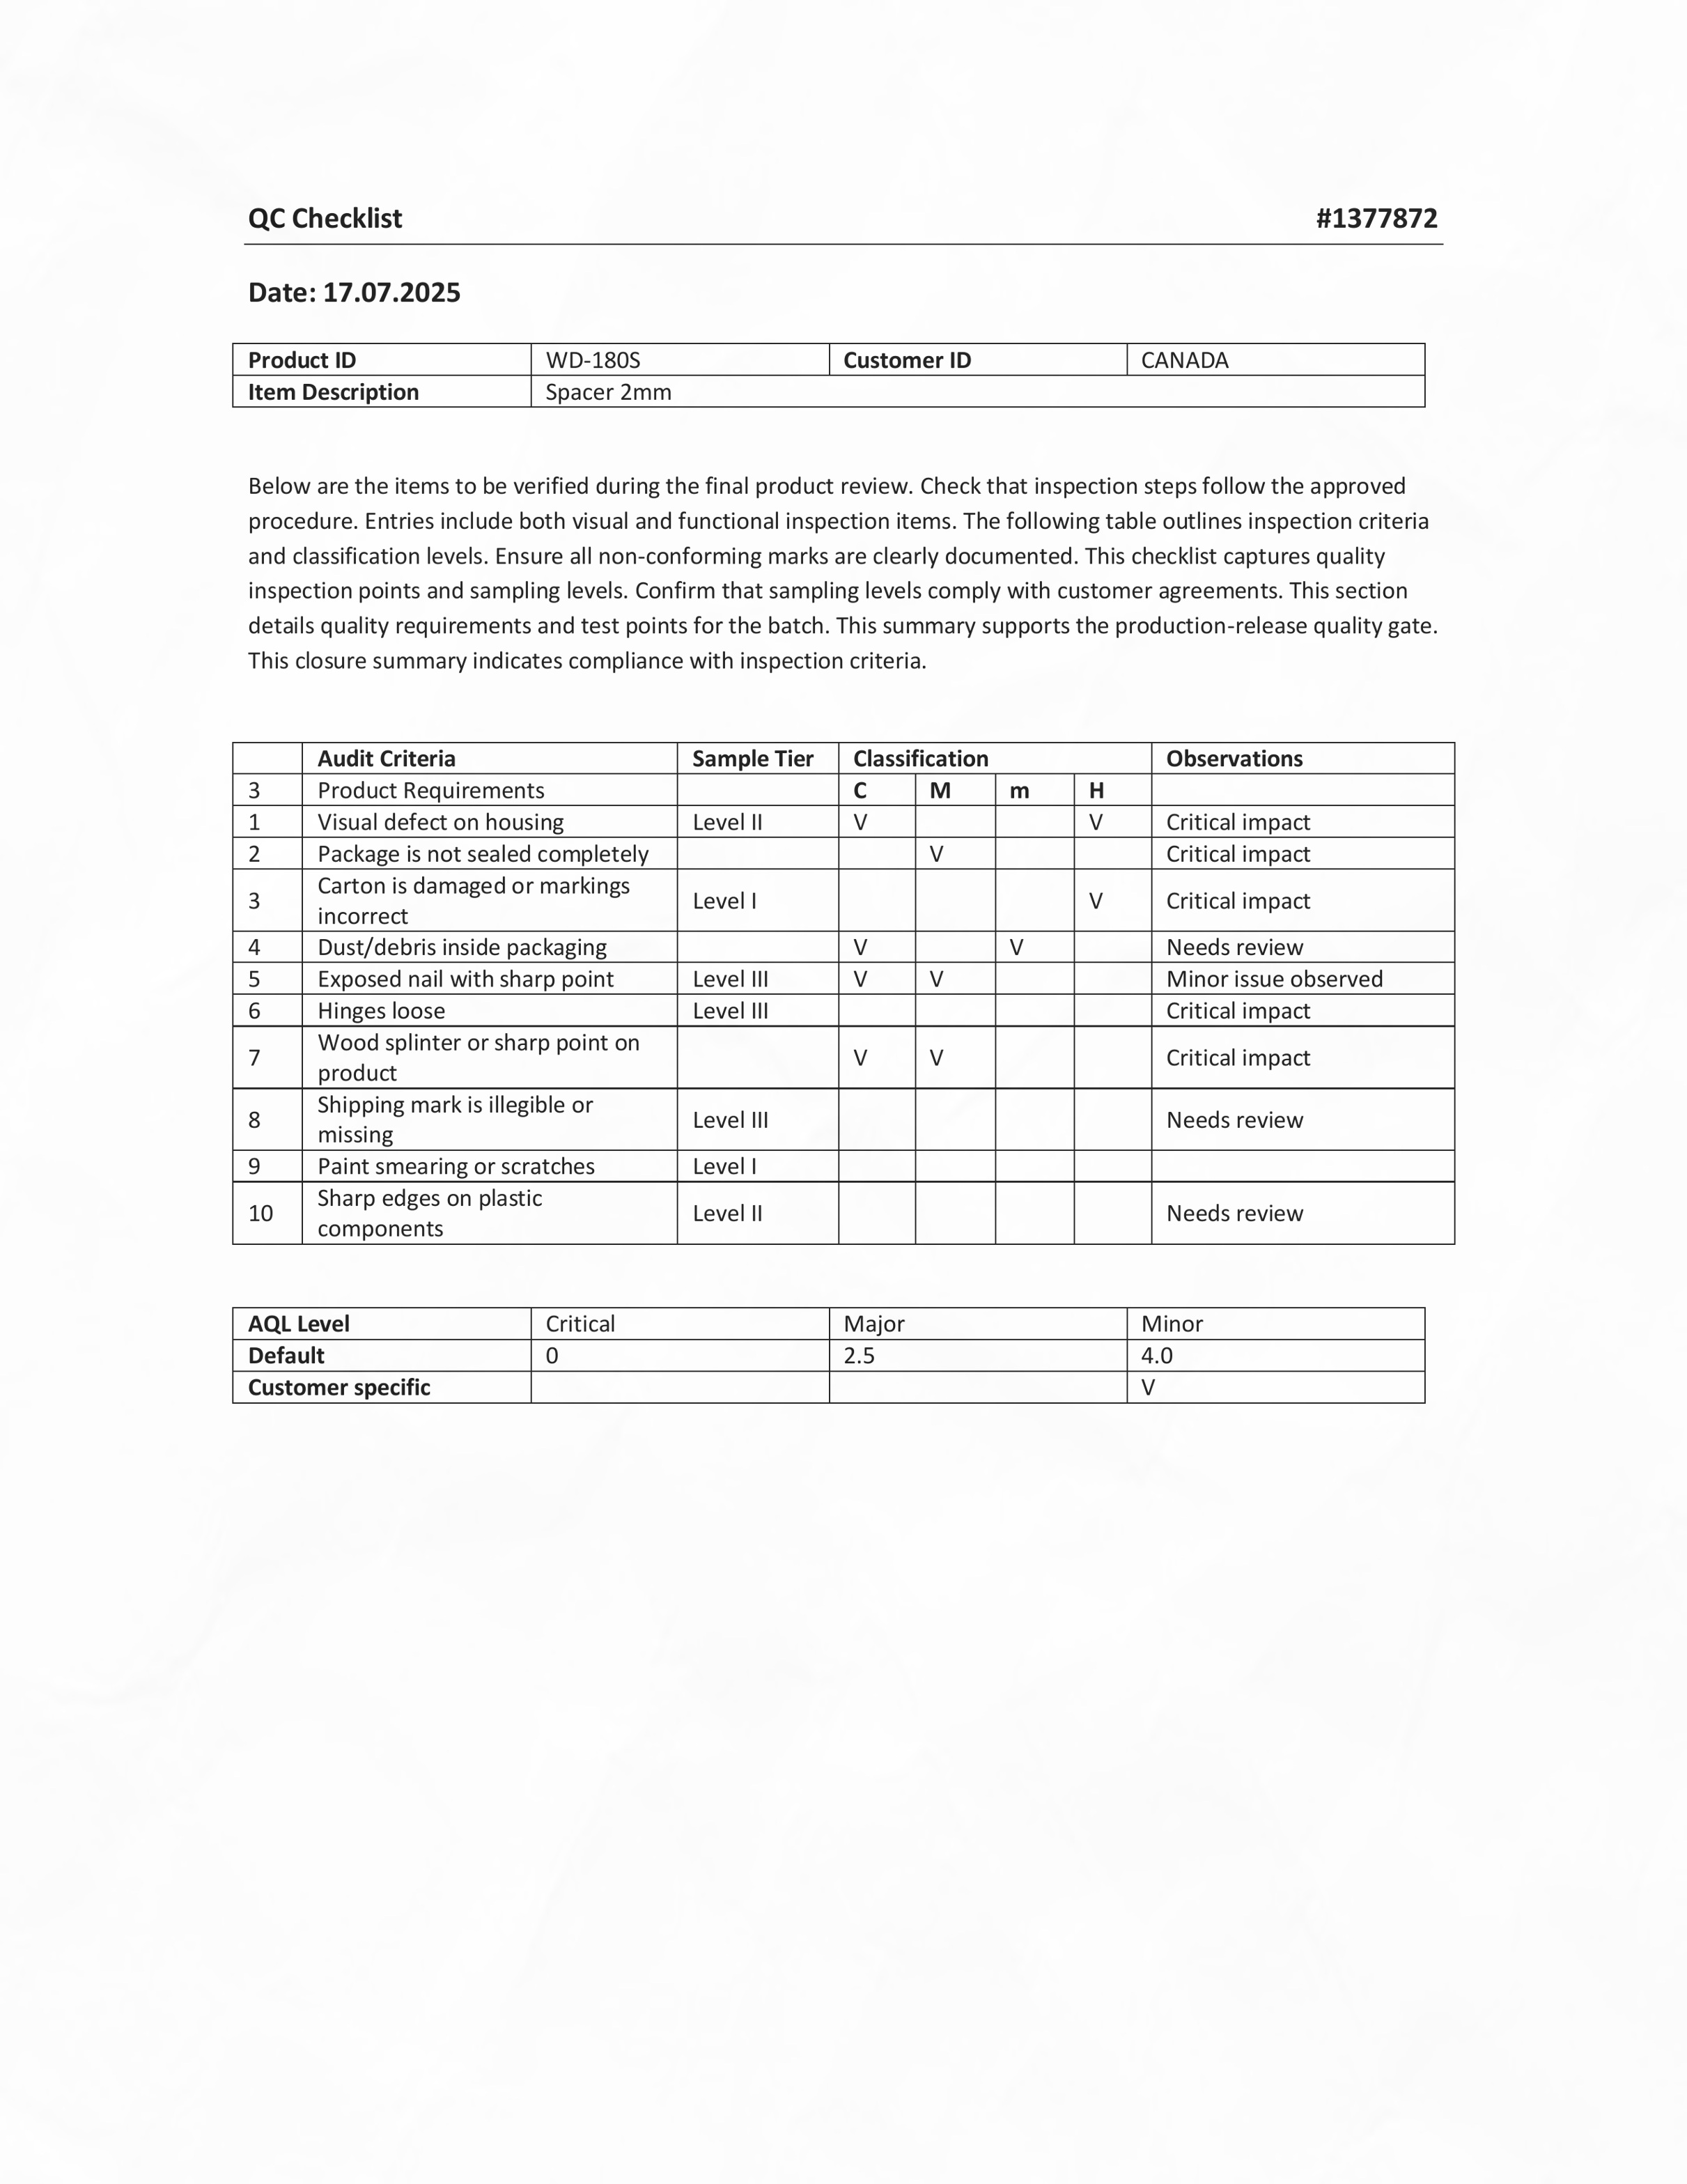 QC Checklist #1377872
Date: 17.07.2025
Product ID WD-180S Customer ID CANADA
Item Description Spacer 2mm
Below are the items to be verified during the final product review. Check that inspection steps follow the approved
procedure. Entries include both visual and functional inspection items. The following table outlines inspection criteria
and classification levels. Ensure all non-conforming marks are clearly documented. This checklist captures quality
inspection points and sampling levels. Confirm that sampling levels comply with customer agreements. This section
details quality requirements and test points for the batch. This summary supports the production-release quality gate.
This closure summary indicates compliance with inspection criteria.
Audit Criteria Sample Tier Classification Observations
3 Product Requirements C M m H
1 Visual defect on housing Level II V V Critical impact
2 Package is not sealed completely V Critical impact
3 Carton is damaged or markings
incorrect Level I V Critical impact
4 Dust/debris inside packaging V V Needs review
5 Exposed nail with sharp point Level III V V Minor issue observed
6 Hinges loose Level III Critical impact
7 Wood splinter or sharp point on
product V V Critical impact
8 Shipping mark is illegible or
missing Level III Needs review
9 Paint smearing or scratches Level I
10 Sharp edges on plastic
components Level II Needs review
AQL Level Critical Major Minor
Default 0 2.5 4.0
Customer specific V